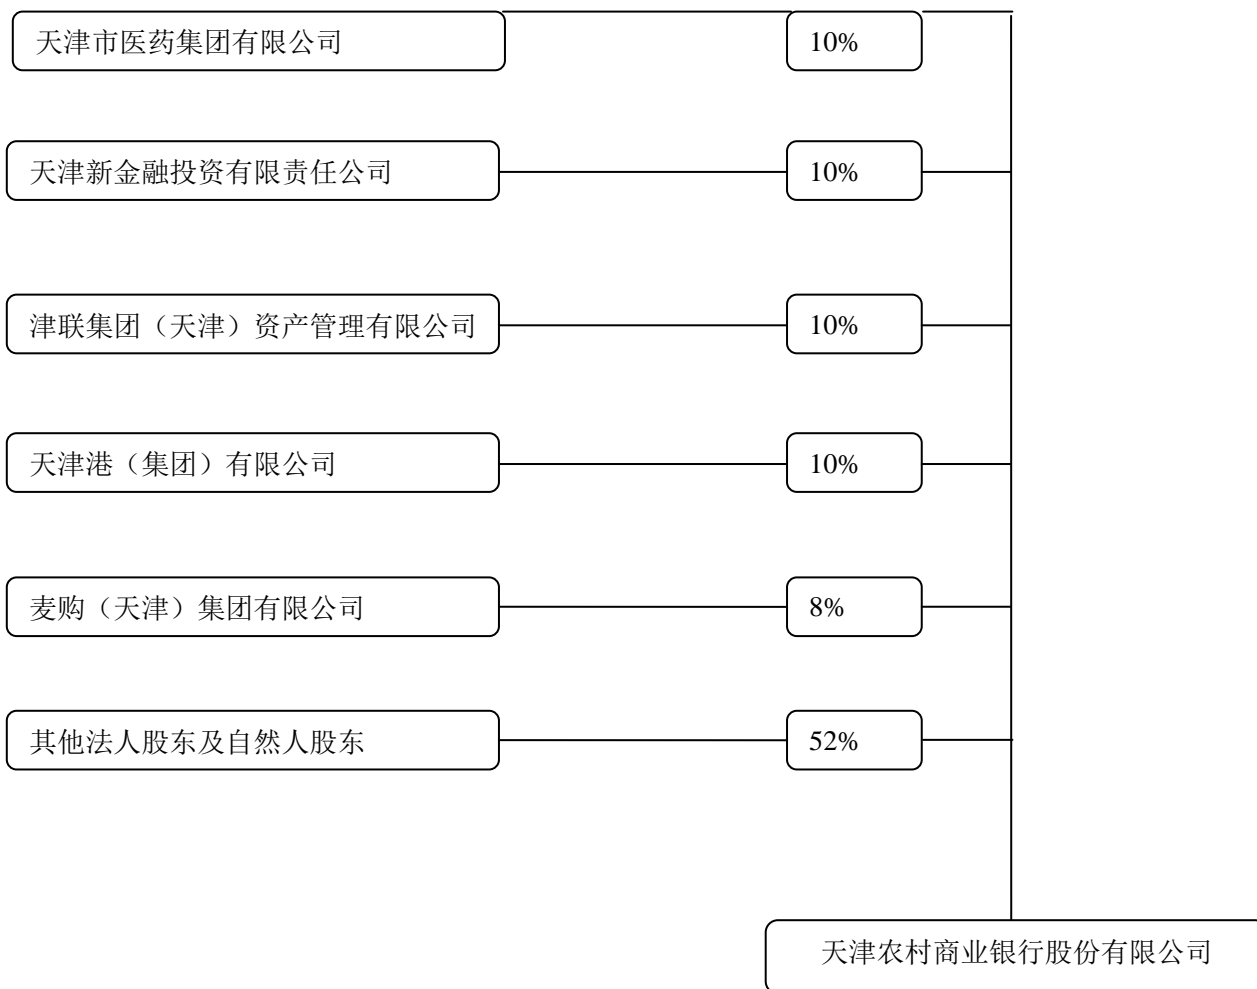 天津市医药集团有限公司 10%
天津新金融投资有限责任公司 10%
津联集团（天津）资产管理有限公司 10%
天津港（集团）有限公司 10%
麦购（天津）集团有限公司 8%
其他法人股东及自然人股东 52%
天津农村商业银行股份有限公司